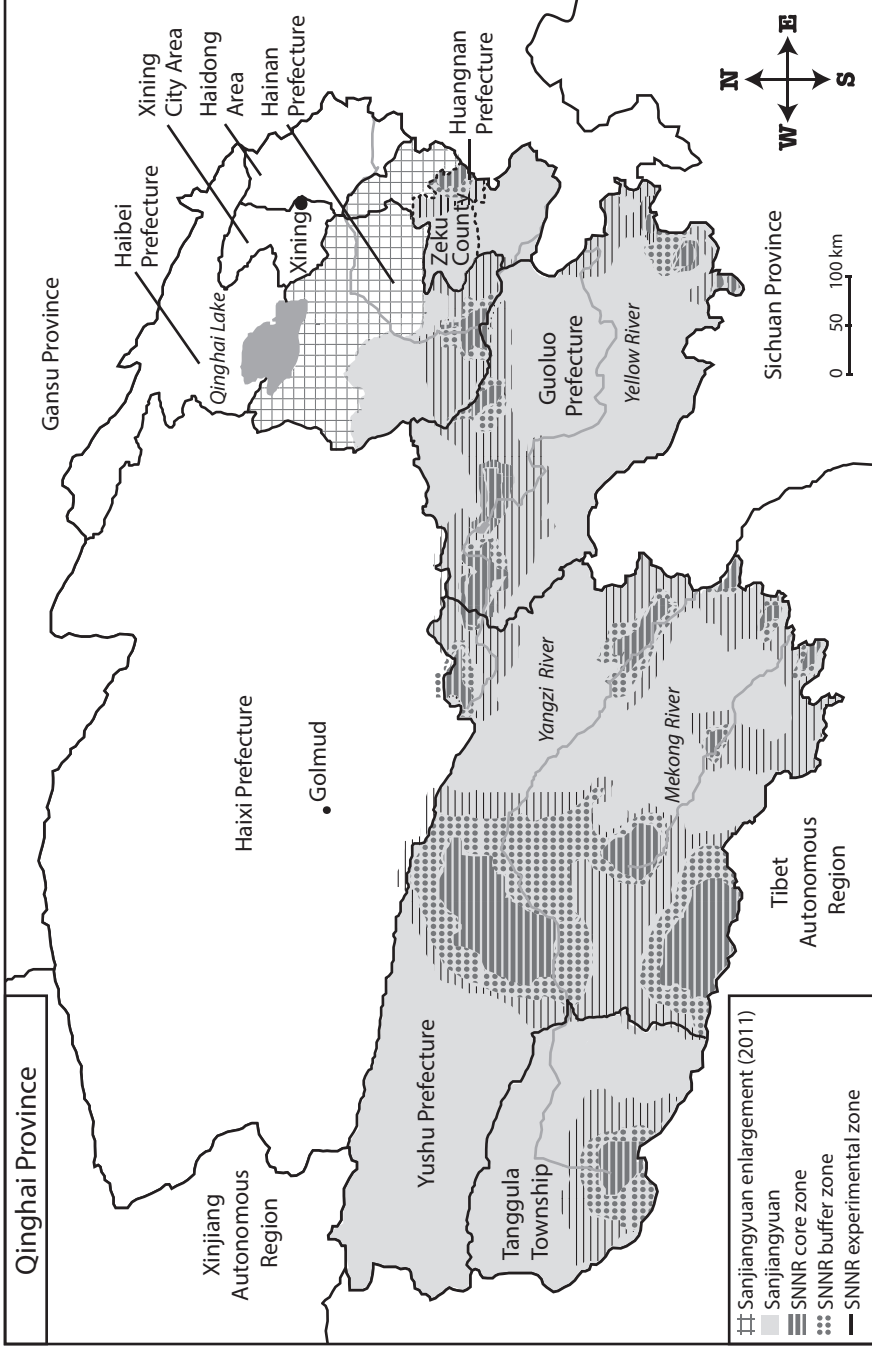 Qinghai Province
Xinjiang
Autonomous
Region
Gansu Province
Haibei
Prefecture
Xining
City Area
Haidong
Area
Hainan
Prefecture
Huangnan
Prefecture
Qinghai Lake
Xining
Zeku
County
Haixi Prefecture
Golmud
Guoluo
Prefecture
Yellow River
Yushu Prefecture
Tanggula
Township
Yangzi River
Mekong River
Tibet
Autonomous
Region
Sichuan Province
N
W
E
S
0 50 100 km
Sanjiangyuan enlargement (2011)
Sanjiangyuan
SNNR core zone
SNNR buffer zone
SNNR experimental zone